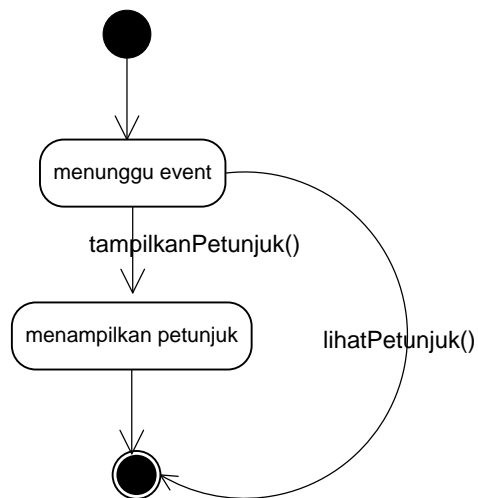 menunggu event
tampilkanPetunjuk()
menampilkan petunjuk
lihatPetunjuk()